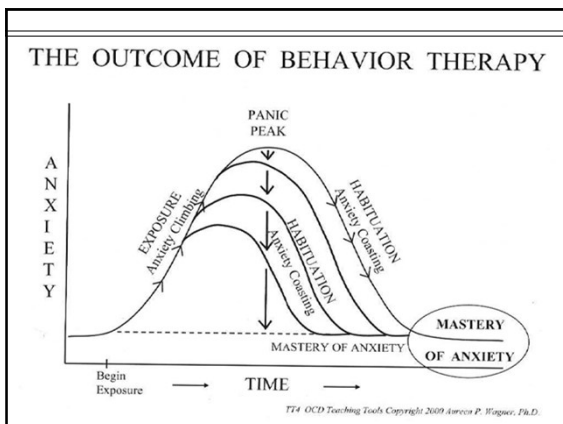 THE OUTCOME OF BEHAVIOR THERAPY
PANIC
PEAK
ANXIETY
EXPOSURE
Anxiety Climbing
HABITUATION
Anxiety Coasting
HABITUATION
Anxiety Coasting
MASTERY OF ANXIETY
MASTERY
OF ANXIETY
Begin
Exposure
TIME
TT4 OCD Teaching Tools Copyright 2009 Aureen P. Wagner, Ph.D.